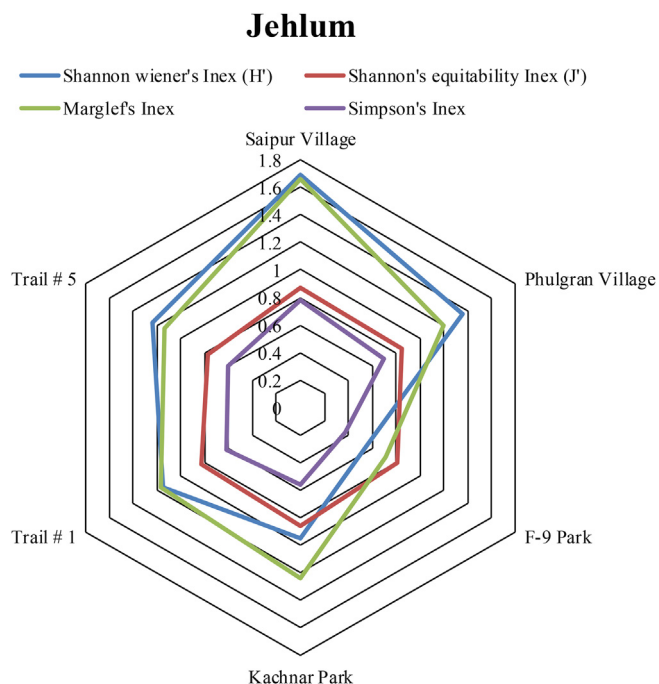 Jehlum
Shannon wiener's Inex (H')
Shannon's equitability Inex (J')
Marglef's Inex
Simpson's Inex
Saipur Village
1.8
1.6
1.4
1.2
1
0.8
0.6
0.4
0.2
0
Trail # 5
Phulgran Village
Trail # 1
F-9 Park
Kachnar Park